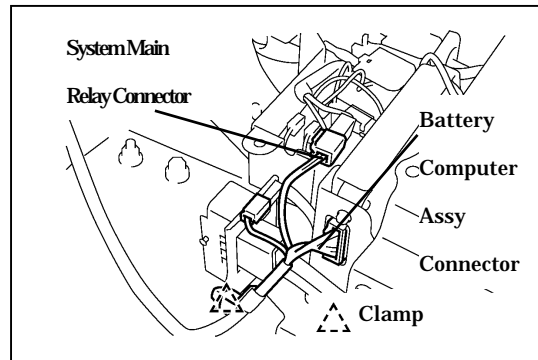 System Main
Relay Connector
Battery
Computer
Assy
Connector
Clamp